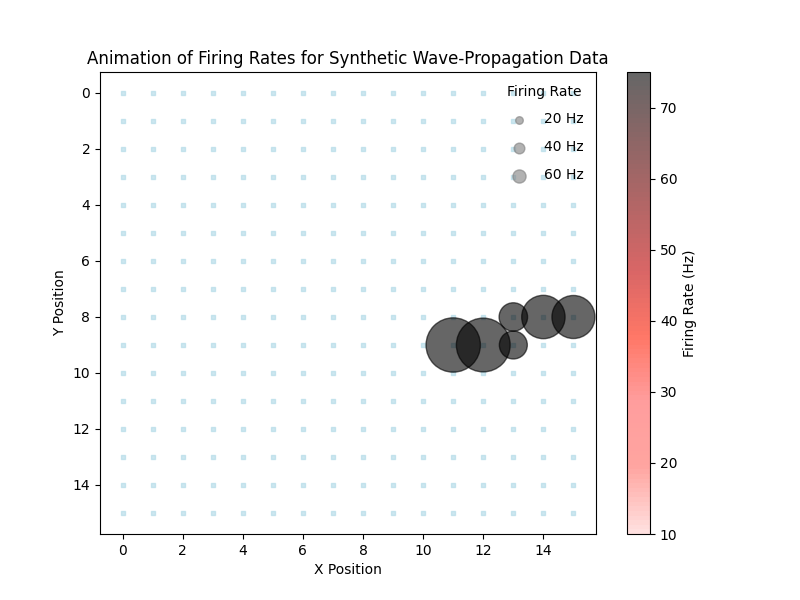 Animation of Firing Rates for Synthetic Wave-Propagation Data
Firing Rate
20 Hz
40 Hz
60 Hz
0
2
4
6
8
10
12
14
Y Position
0
2
4
6
8
10
12
14
X Position
70
60
50
40
30
20
10
Firing Rate (Hz)